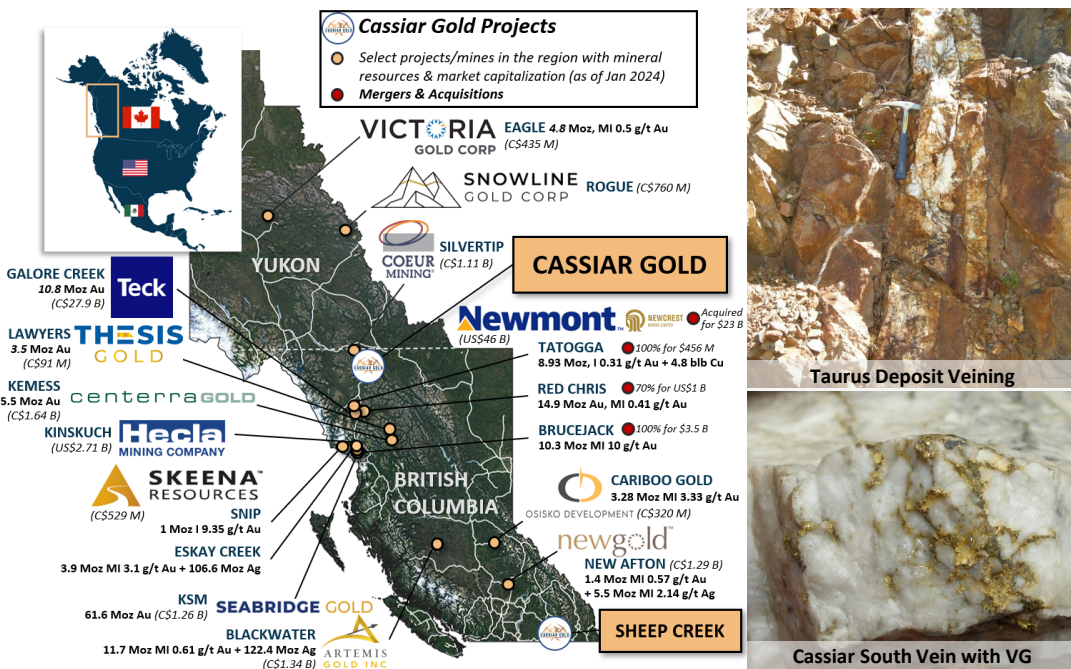 CASSIAR GOLD
Cassiar Gold Projects
Select projects/mines in the region with mineral
resources & market capitalization (as of Jan 2024)
Mergers & Acquisitions
VICTORIA
GOLD CORP
EAGLE 4.8 Moz, MI 0.5 g/t Au
(C$435 M)
SNOWLINE
GOLD CORP
ROGUE (C$760 M)
COEUR
MINING®
SILVERTIP
(C$1.11 B)
YUKON
CASSIAR GOLD
GALORE CREEK
10.8 Moz Au
(C$27.9 B)
Teck
LAWYERS
3.5 Moz Au
(C$91 M)
THESIS
GOLD
KEMESS
5.5 Moz Au
(C$1.64 B)
centerraGOLD
KINSKUCH
(US$2.71 B)
Hecla
MINING COMPANY
SKEENA™
RESOURCES
(C$529 M)
SNIP
1 Moz I 9.35 g/t Au
ESKAY CREEK
3.9 Moz MI 3.1 g/t Au + 106.6 Moz Ag
KSM
61.6 Moz Au (C$1.26 B)
SEABRIDGE GOLD
BLACKWATER
11.7 Moz MI 0.61 g/t Au + 122.4 Moz Ag
(C$1.34 B)
ARTEMIS
GOLD INC
CASSIAR GOLD
Newmont™
(US$46 B)
NEWCREST
MINING LIMITED
Acquired
for $23 B
TATOGGA
100% for $456 M
8.93 Moz, I 0.31 g/t Au + 4.8 blb Cu
RED CHRIS
70% for US$1 B
14.9 Moz Au, MI 0.41 g/t Au
BRUCEJACK
100% for $3.5 B
10.3 Moz MI 10 g/t Au
BRITISH
COLUMBIA
CARIBOO GOLD
3.28 Moz MI 3.33 g/t Au
OSISKO DEVELOPMENT (C$320 M)
newgold™
NEW AFTON (C$1.29 B)
1.4 Moz MI 0.57 g/t Au
+ 5.5 Moz MI 2.14 g/t Ag
CASSIAR GOLD
SHEEP CREEK
Taurus Deposit Veining
Cassiar South Vein with VG